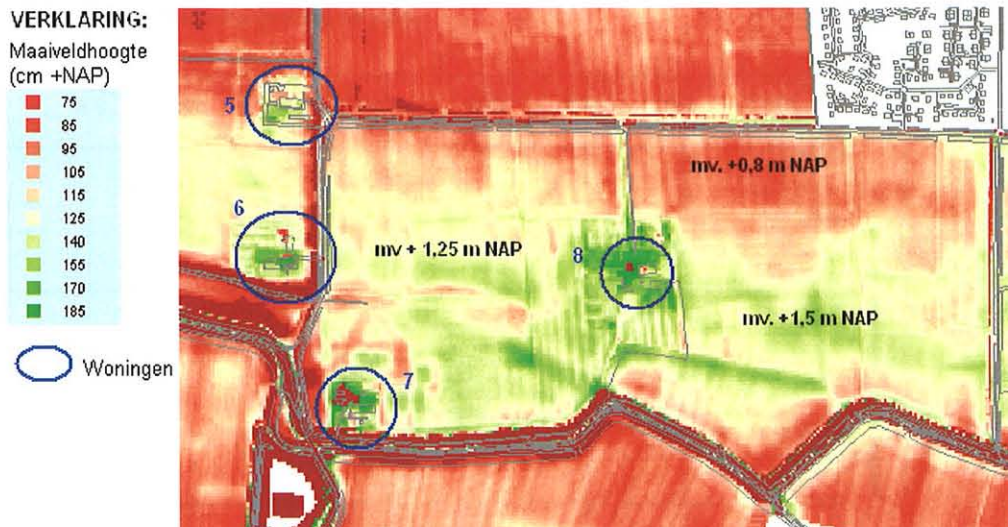 VERKLARING:
Maaiveldhoogte
(cm +NAP)
75
85
95
105
115
125
140
155
170
185
Woningen
5
6
7
8
mv. +0,8 m NAP
mv + 1,25 m NAP
mv. +1,5 m NAP